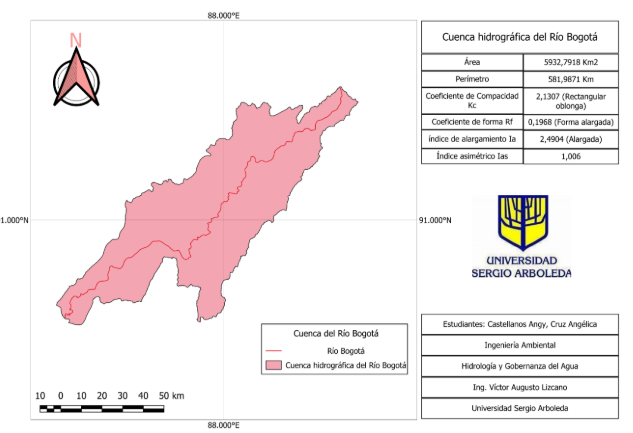 88.000°E
N
Cuenca hidrográfica del Río Bogotá
Área 5932,7918 Km2
Perímetro 581,9871 Km
Coeficiente de Compacidad Kc 2,1307 (Rectangular oblonga)
Coeficiente de forma Rf 0,1968 (Forma alargada)
índice de alargamiento Ia 2,4904 (Alargada)
Índice asimétrico Ias 1,006
1.000°N
91.000°N
UNIVERSIDAD
SERGIO ARBOLEDA
Cuenca del Río Bogotá
Río Bogotá
Cuenca hidrográfica del Río Bogotá
Estudiantes: Castellanos Angy, Cruz Angélica
Ingeniería Ambiental
Hidrología y Gobernanza del Agua
Ing. Víctor Augusto Lizcano
Universidad Sergio Arboleda
10 0 10 20 30 40 50 km
88.000°E